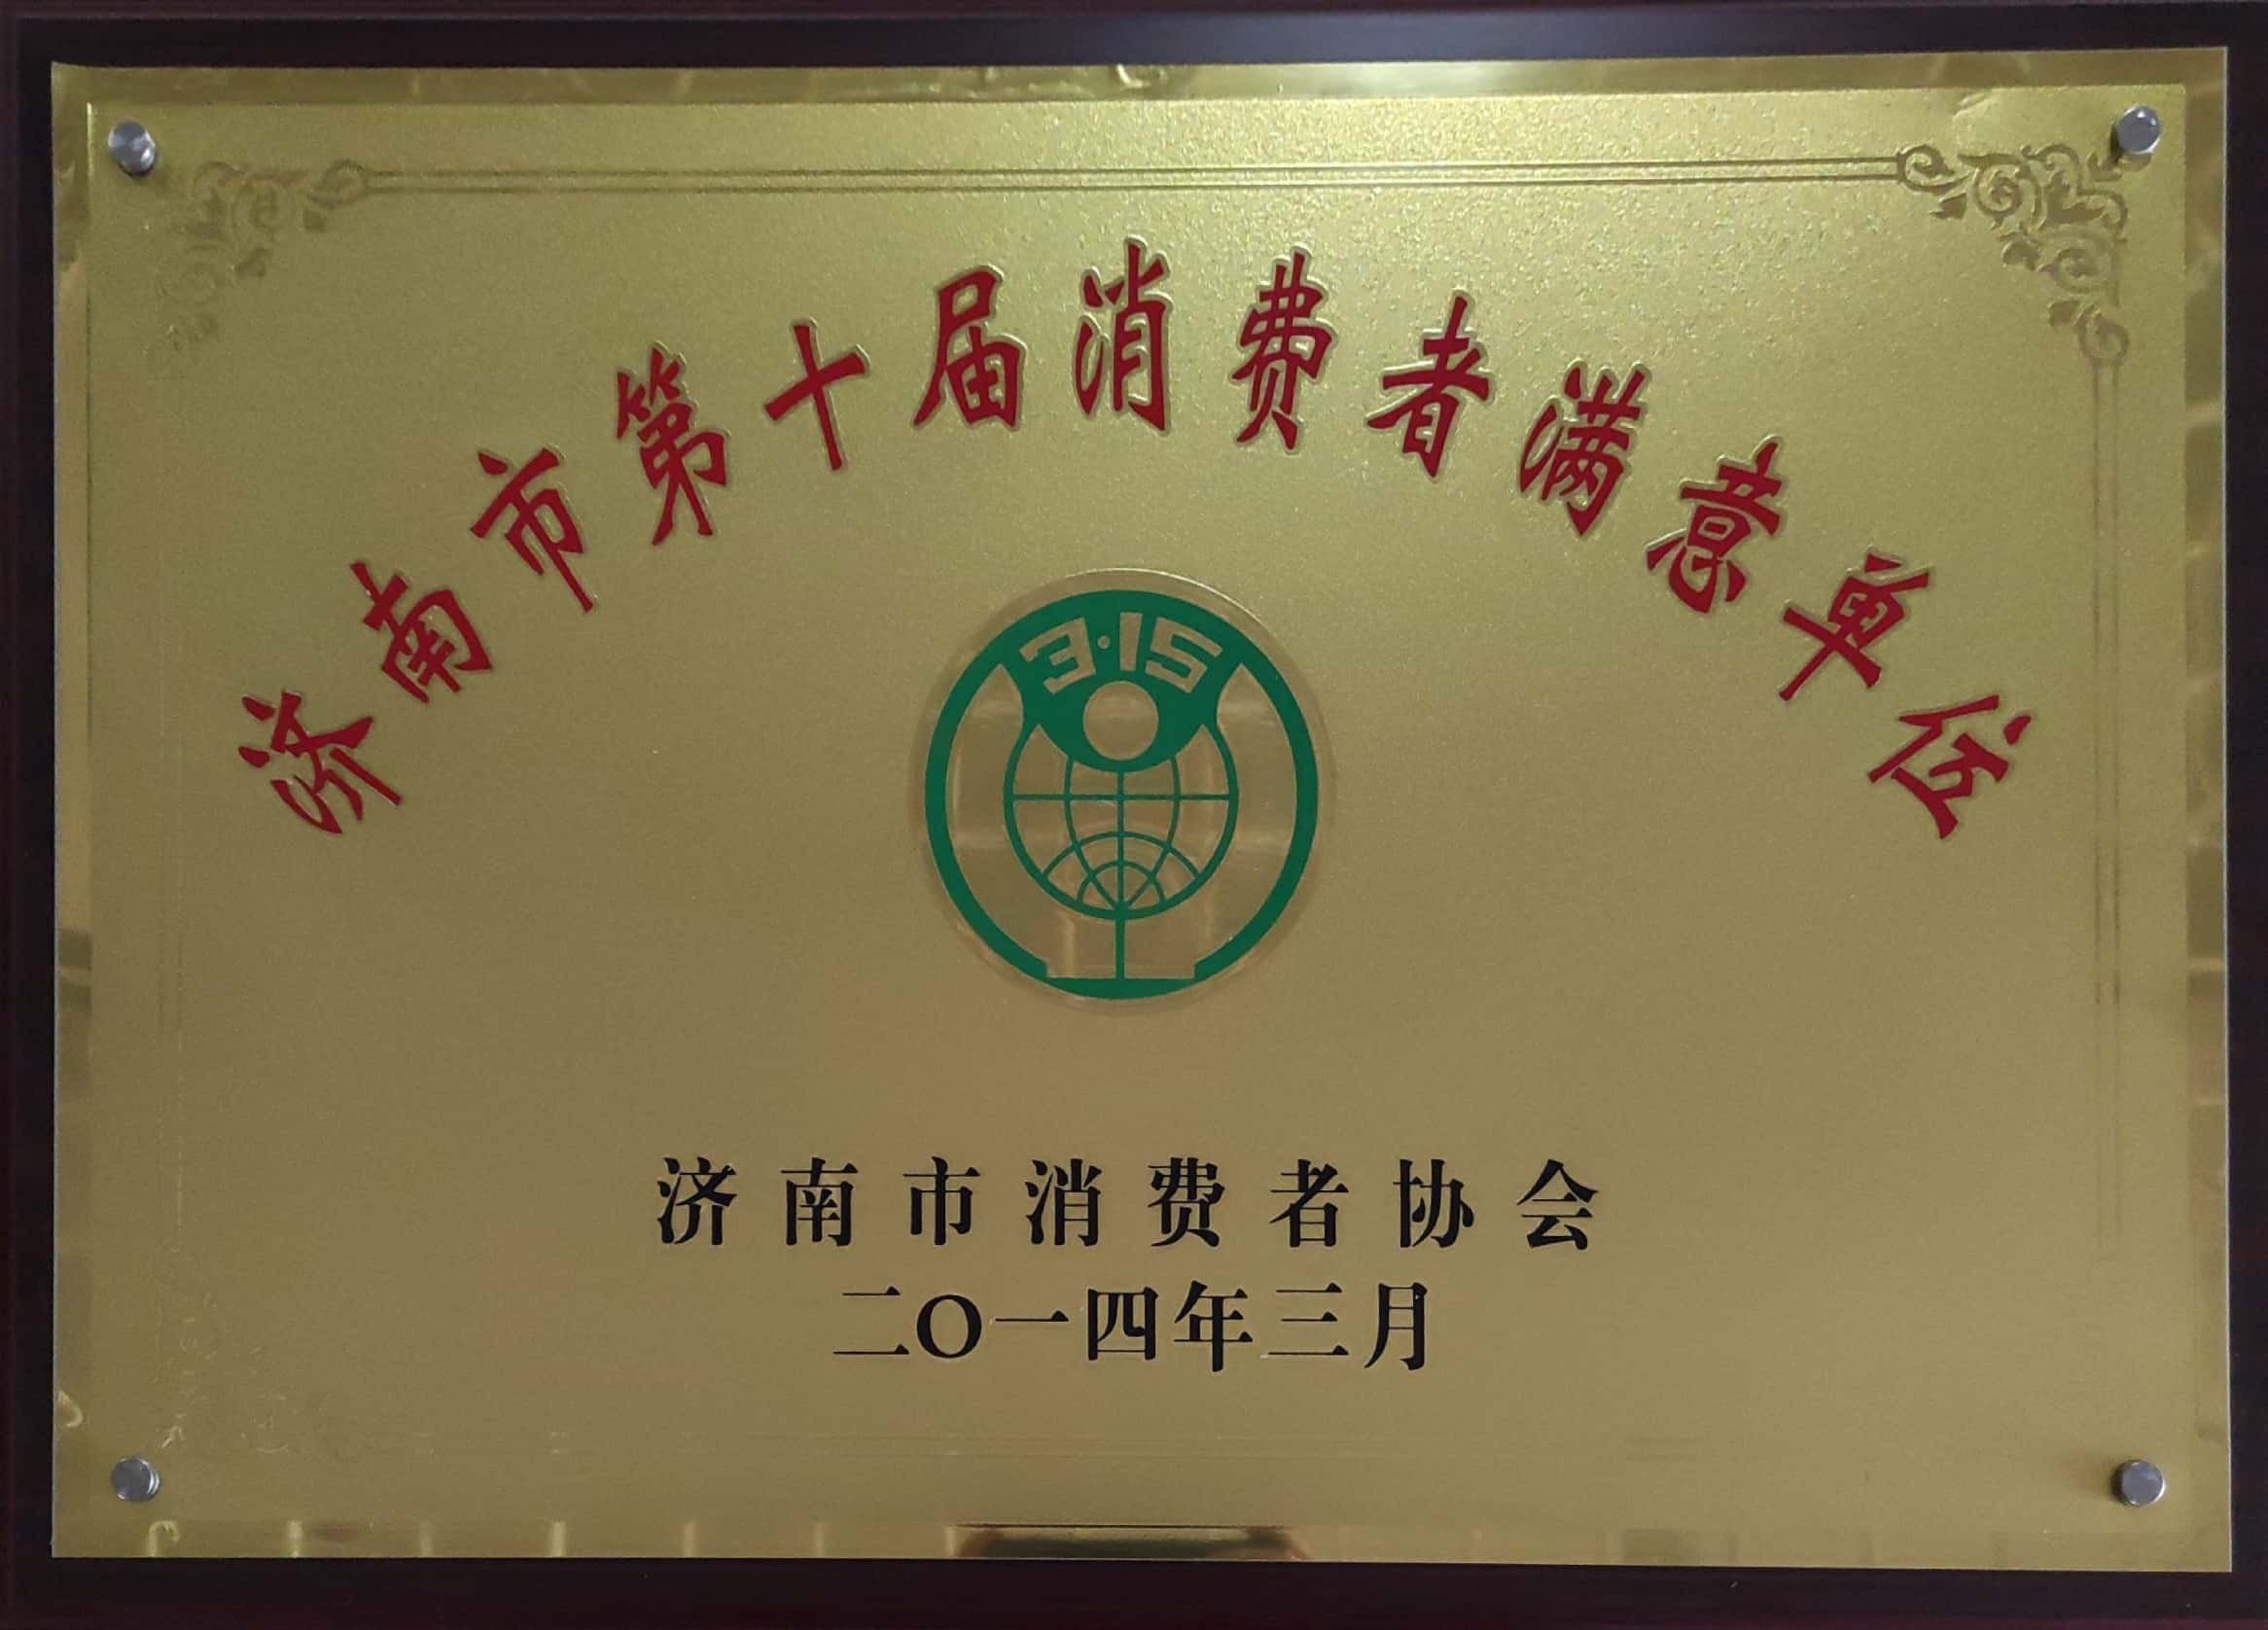 济南市第十届消费者满意单位
3·15
济南市消费者协会
二〇一四年三月